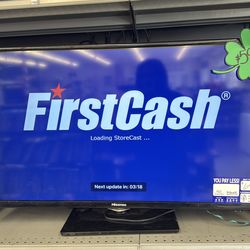 FirstCash®
Loading StoreCast ...
Next update in: 03/18
Hisense
YOU PAY LESS!